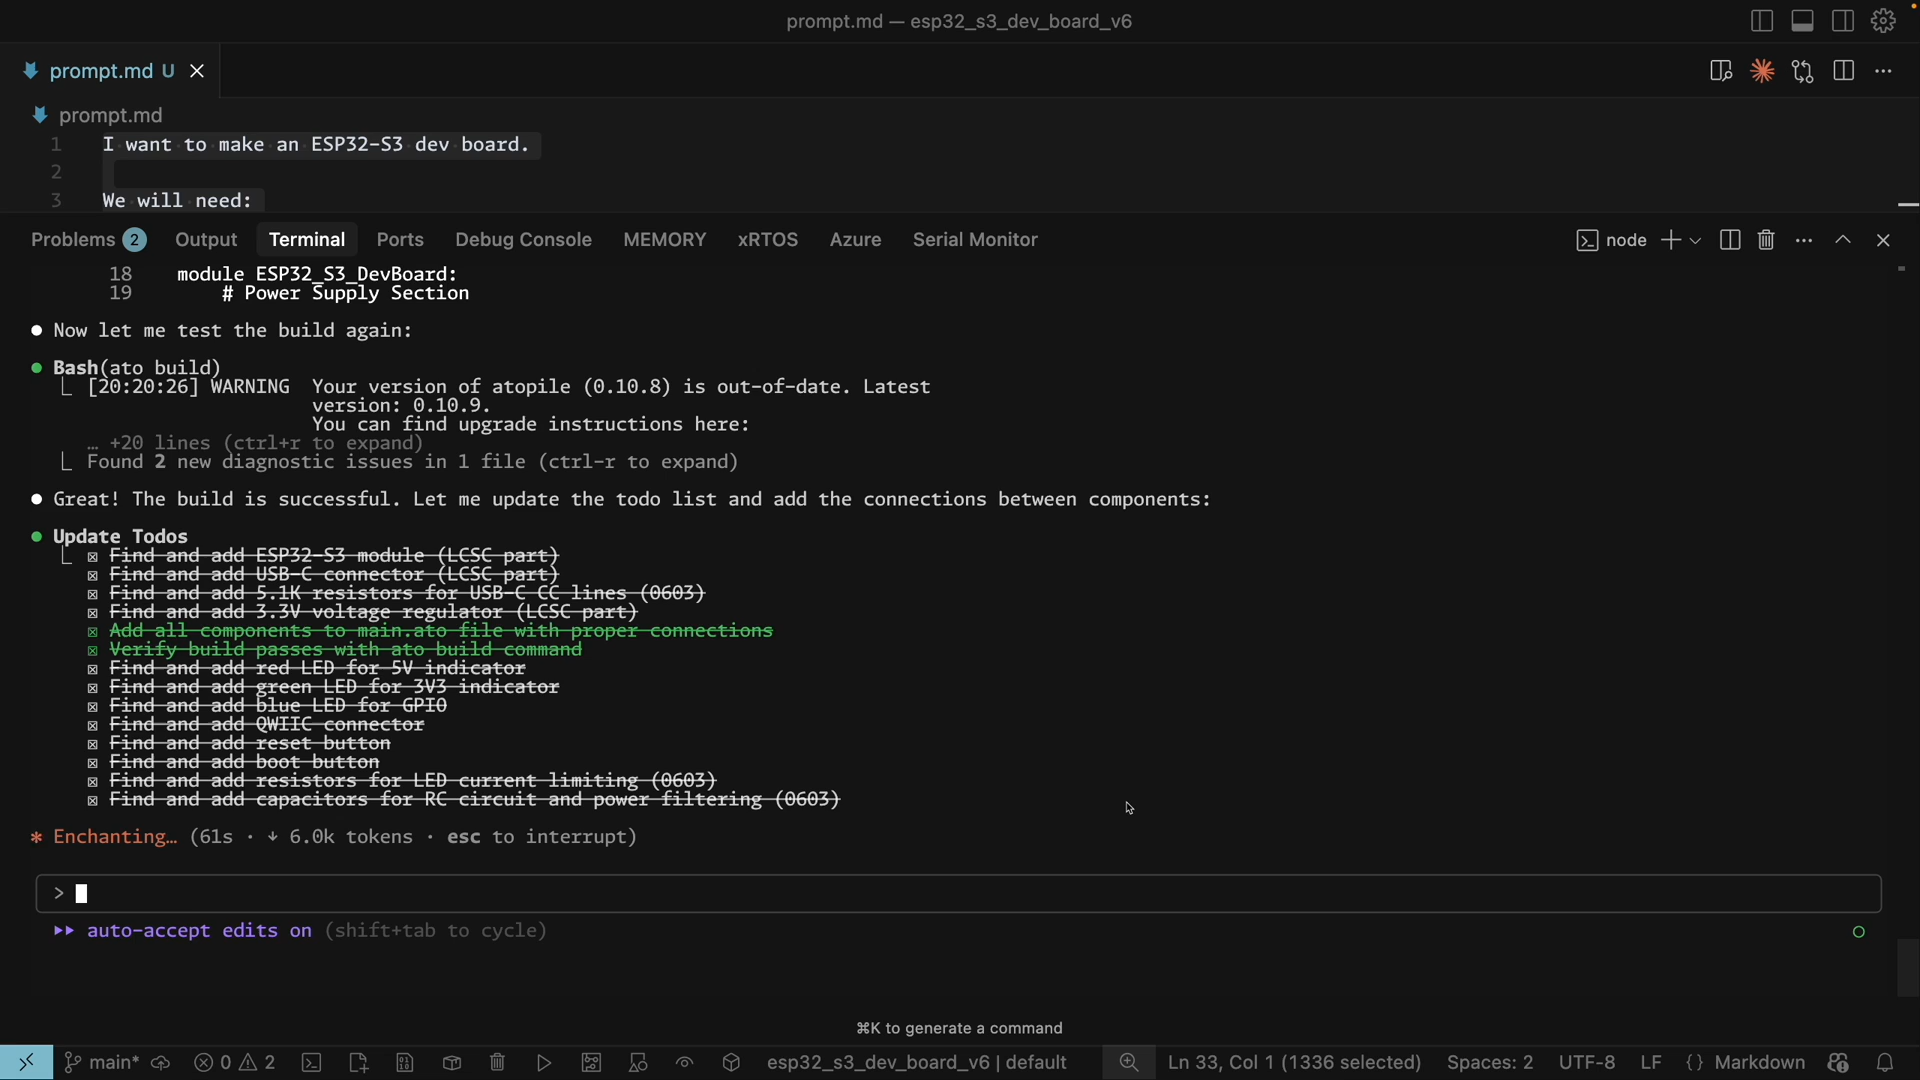 prompt.md — esp32_s3_dev_board_v6
prompt.md U
prompt.md
1 I want to make an ESP32-S3 dev board.
2
3 We will need:
Problems 2 Output Terminal Ports Debug Console MEMORY xRTOS Azure Serial Monitor node
18 module ESP32_S3_DevBoard:
19 # Power Supply Section
● Now let me test the build again:
● Bash(ato build)
⎿ [20:20:26] WARNING Your version of atopile (0.10.8) is out-of-date. Latest
version: 0.10.9.
You can find upgrade instructions here:
… +20 lines (ctrl+r to expand)
⎿ Found 2 new diagnostic issues in 1 file (ctrl-r to expand)
● Great! The build is successful. Let me update the todo list and add the connections between components:
● Update Todos
⎿ ☒ Find and add ESP32-S3 module (LCSC part)
☒ Find and add USB-C connector (LCSC part)
☒ Find and add 5.1K resistors for USB-C CC lines (0603)
☒ Find and add 3.3V voltage regulator (LCSC part)
☒ Add all components to main.ato file with proper connections
☒ Verify build passes with ato build command
☒ Find and add red LED for 5V indicator
☒ Find and add green LED for 3V3 indicator
☒ Find and add blue LED for GPIO
☒ Find and add QWIIC connector
☒ Find and add reset button
☒ Find and add boot button
☒ Find and add resistors for LED current limiting (0603)
☒ Find and add capacitors for RC circuit and power filtering (0603)
* Enchanting… (61s · ↓ 6.0k tokens · esc to interrupt)
>
⏵⏵ auto-accept edits on (shift+tab to cycle)
⌘K to generate a command
main* 0 2 esp32_s3_dev_board_v6 | default Ln 33, Col 1 (1336 selected) Spaces: 2 UTF-8 LF {} Markdown